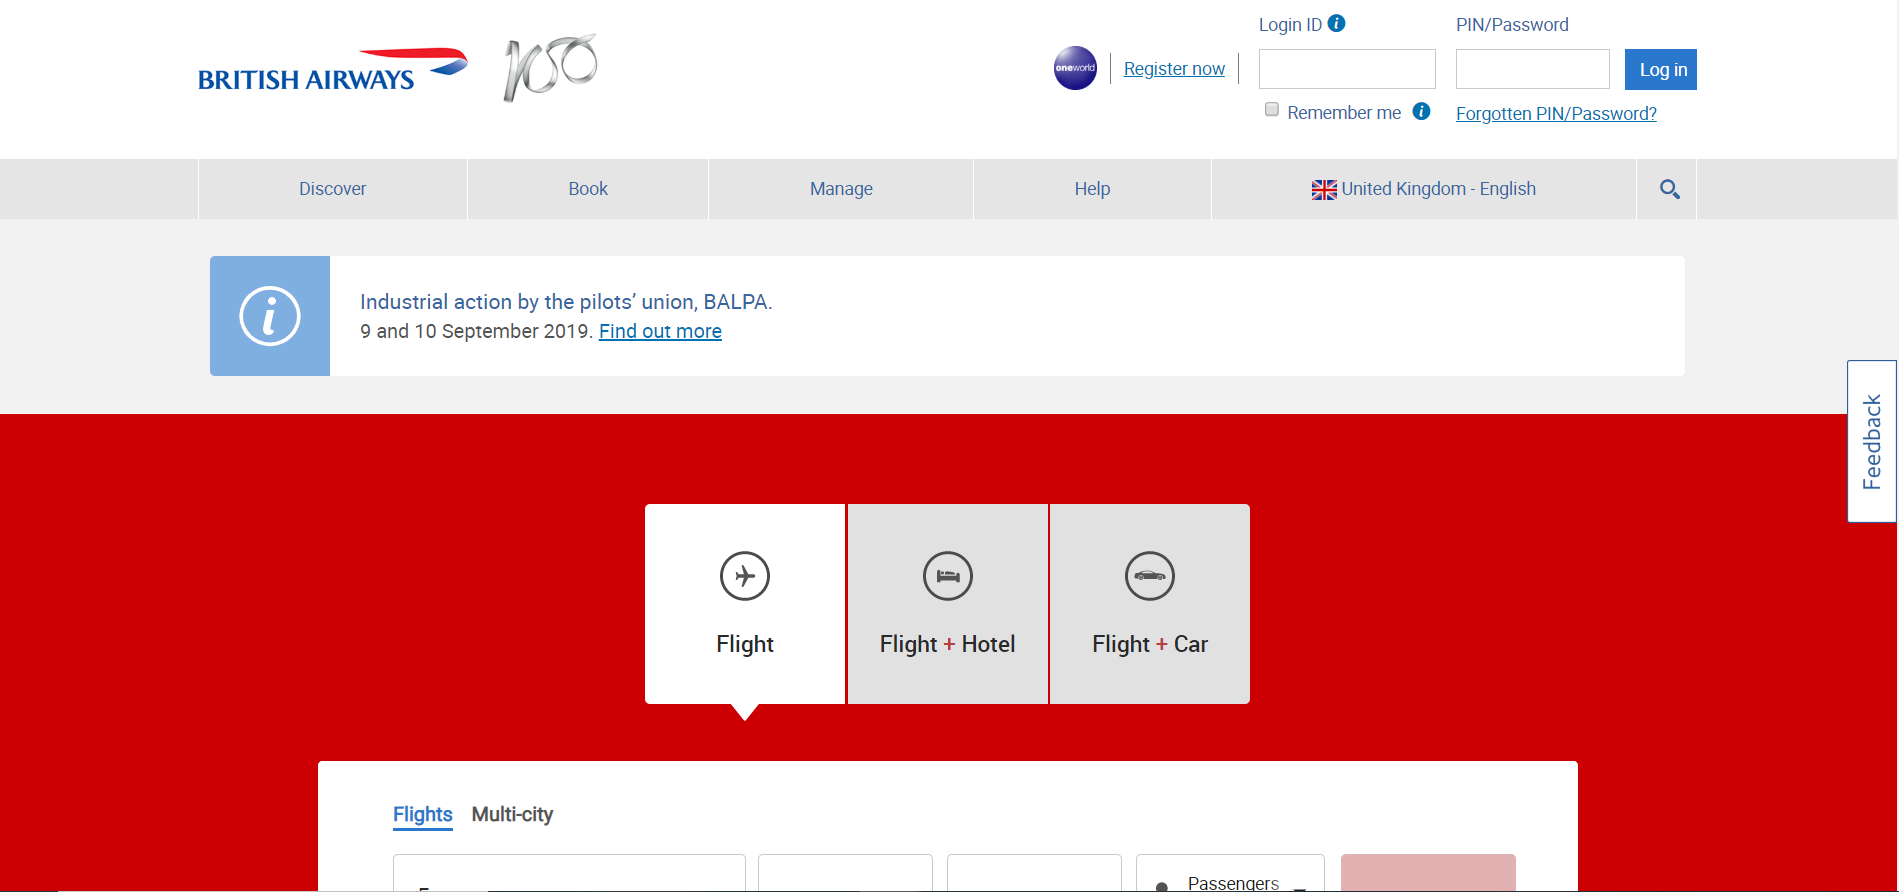 BRITISH AIRWAYS
100
oneworld
Register now
Login ID
PIN/Password
Log in
Remember me
Forgotten PIN/Password?
Discover
Book
Manage
Help
United Kingdom - English
Industrial action by the pilots’ union, BALPA.
9 and 10 September 2019. Find out more
Feedback
Flight
Flight + Hotel
Flight + Car
Flights
Multi-city
Passengers